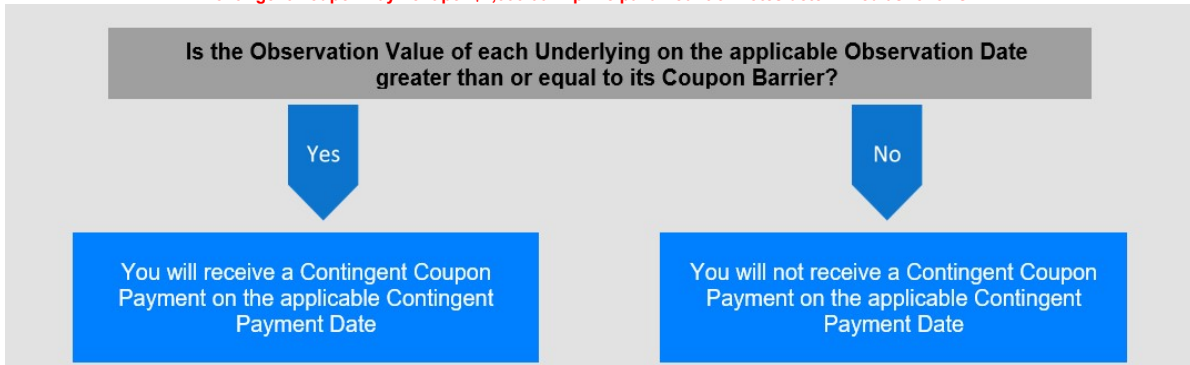 Is the Observation Value of each Underlying on the applicable Observation Date
greater than or equal to its Coupon Barrier?
Yes
No
You will receive a Contingent Coupon
Payment on the applicable Contingent
Payment Date
You will not receive a Contingent Coupon
Payment on the applicable Contingent
Payment Date